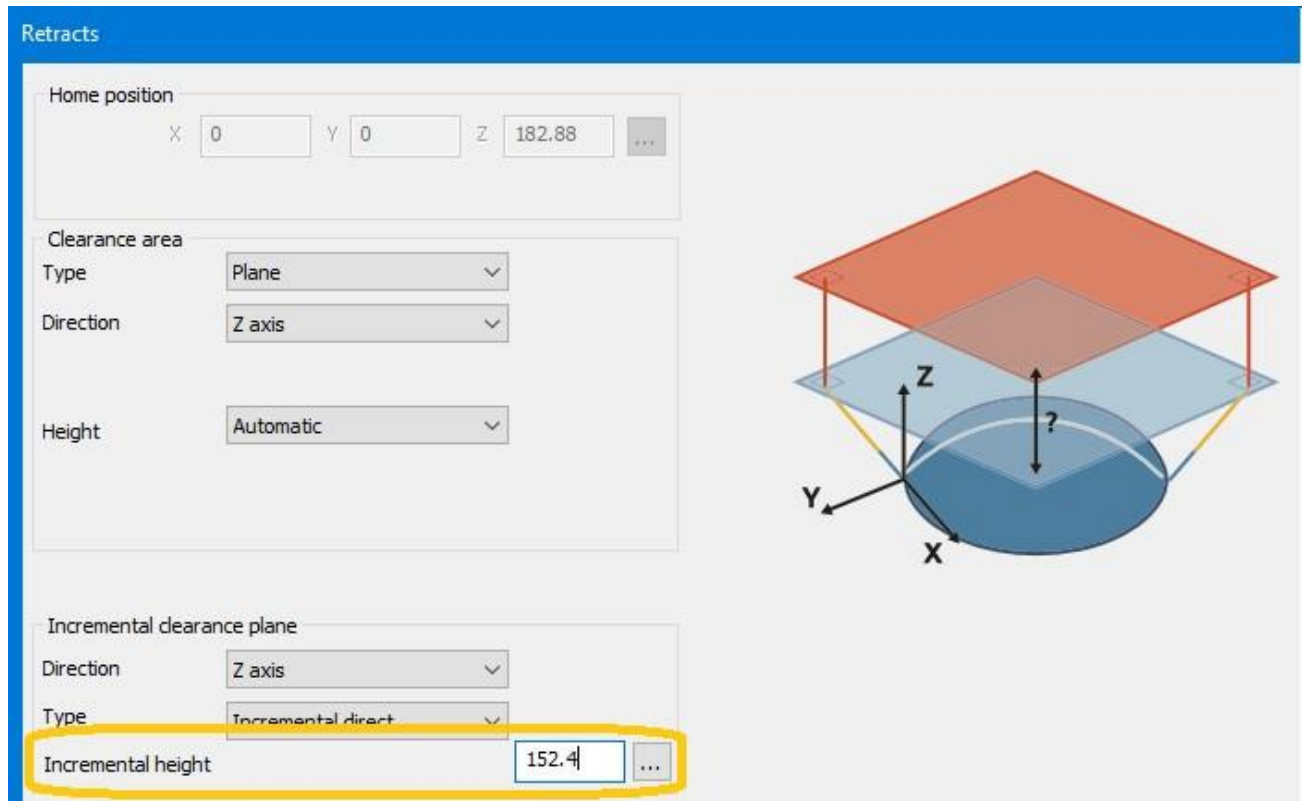 Retracts
Home position
X 0 Y 0 Z 182.88 ...
Clearance area
Type Plane
Direction Z axis
Height Automatic
Z
?
Y
X
Incremental clearance plane
Direction Z axis
Type Incremental direct
Incremental height 152.4 ...